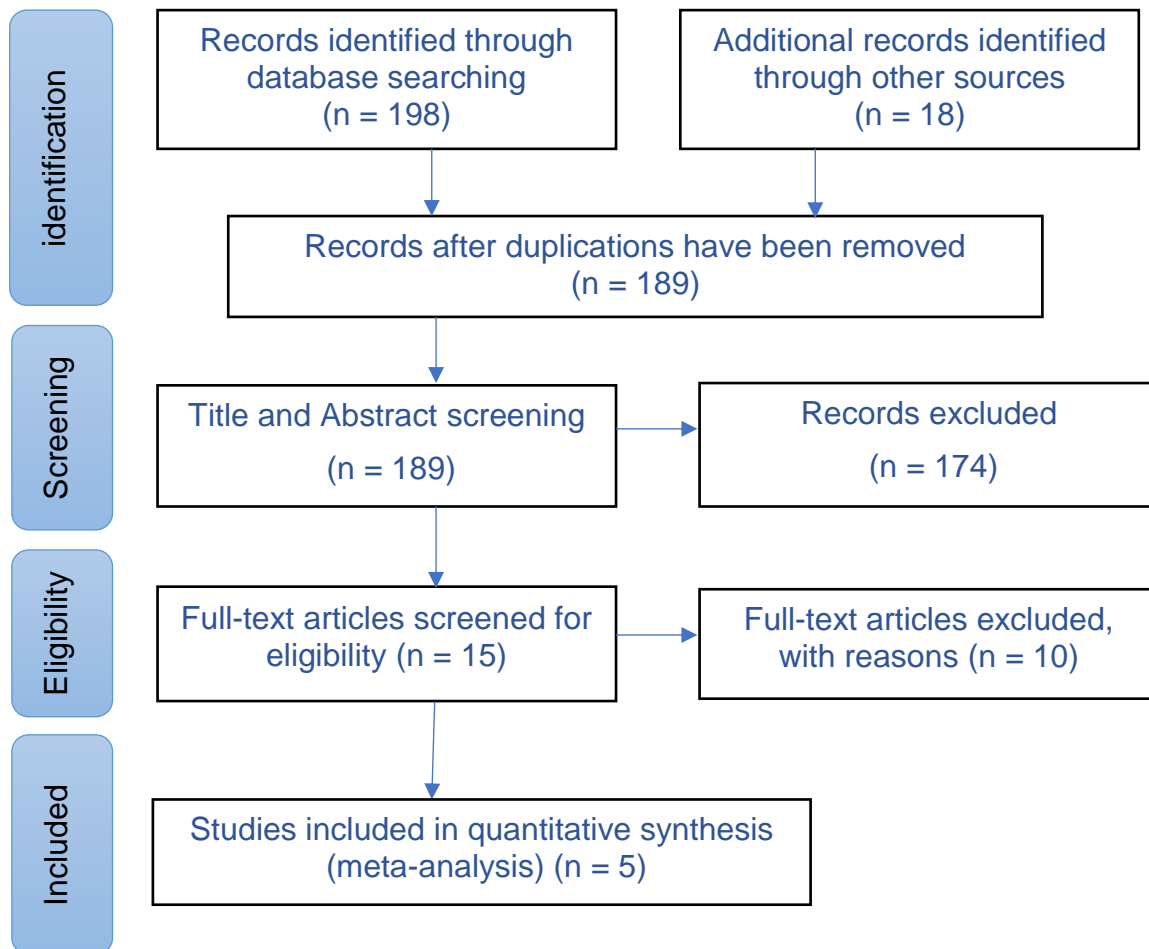 identification
Records identified through
database searching
(n = 198)
Additional records identified
through other sources
(n = 18)
Records after duplications have been removed
(n = 189)
Screening
Title and Abstract screening
(n = 189)
Records excluded
(n = 174)
Eligibility
Full-text articles screened for
eligibility (n = 15)
Full-text articles excluded,
with reasons (n = 10)
Included
Studies included in quantitative synthesis
(meta-analysis) (n = 5)